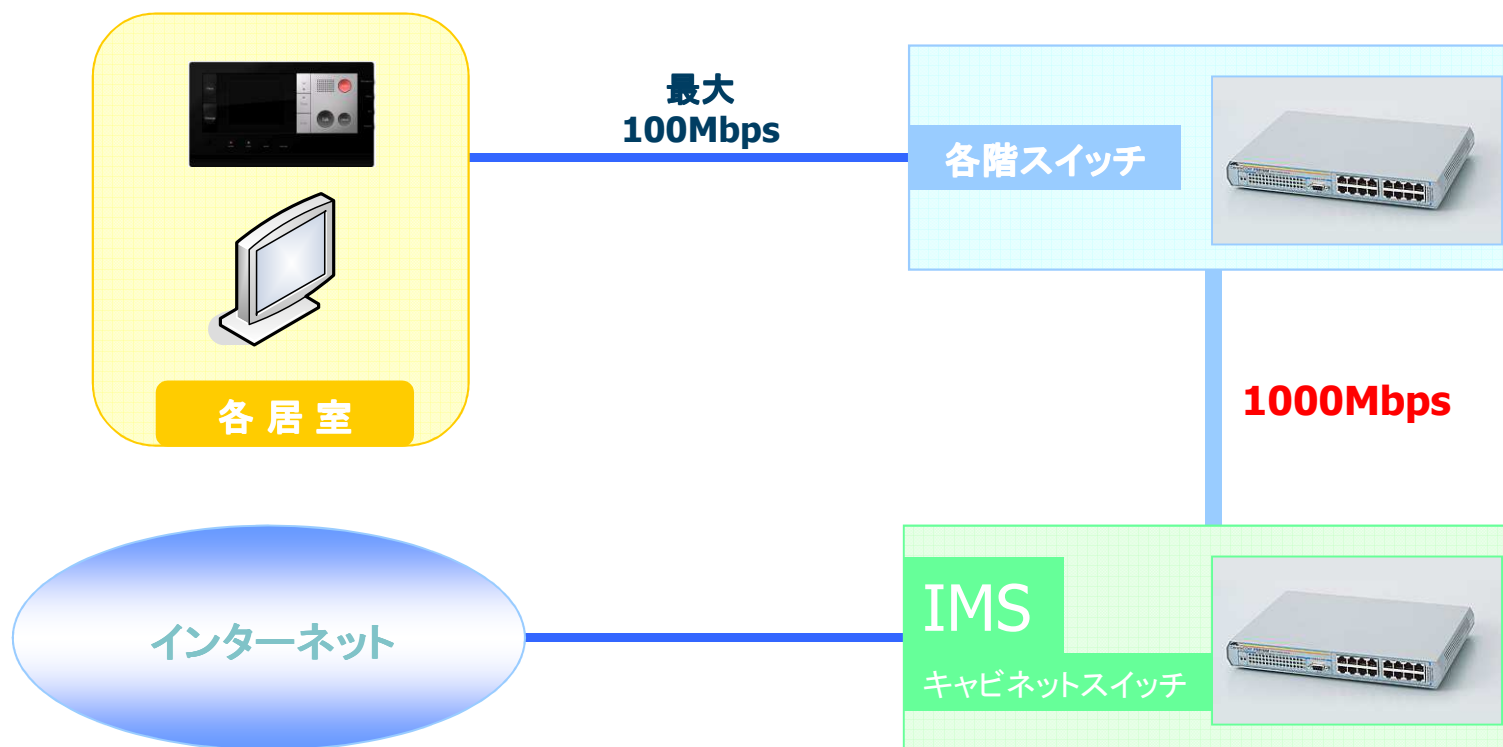 最大
100Mbps
各階スイッチ
各居室
1000Mbps
インターネット
IMS
キャビネットスイッチ